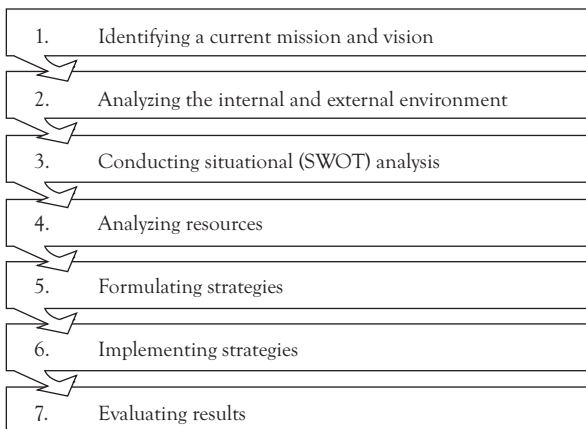 1. Identifying a current mission and vision
2. Analyzing the internal and external environment
3. Conducting situational (SWOT) analysis
4. Analyzing resources
5. Formulating strategies
6. Implementing strategies
7. Evaluating results